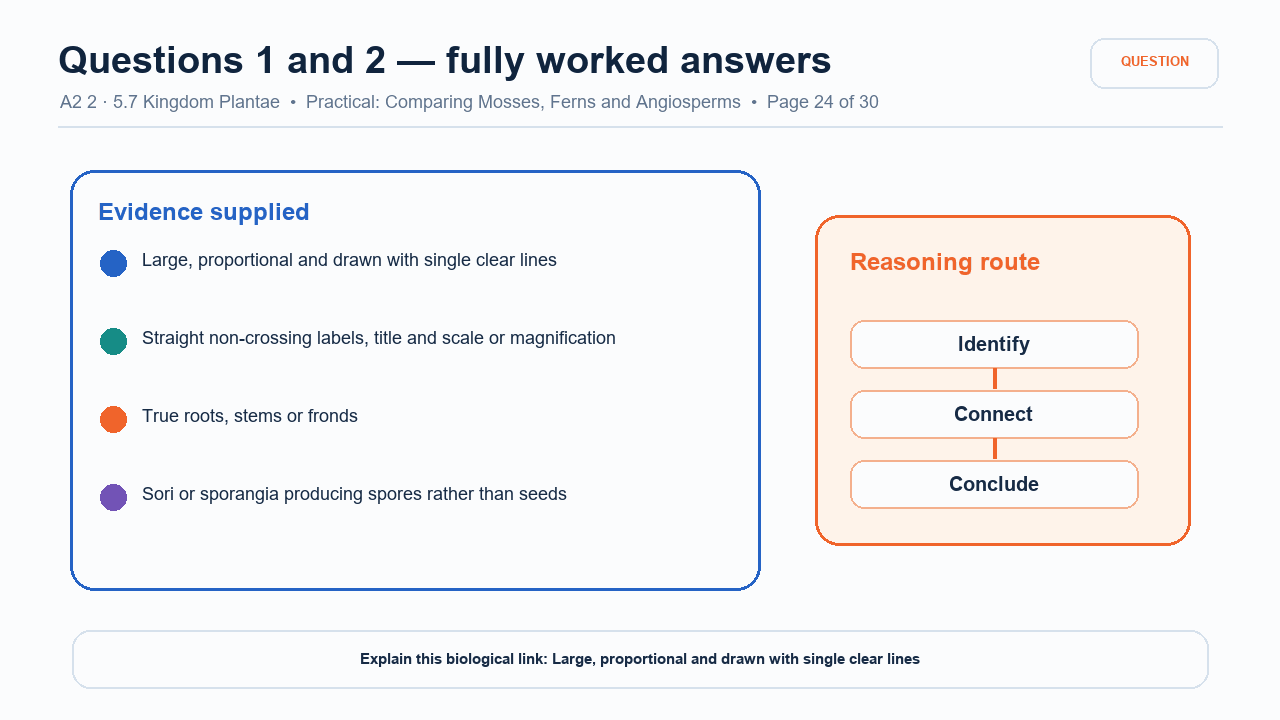 Questions 1 and 2 — fully worked answers
QUESTION
A2 2 · 5.7 Kingdom Plantae • Practical: Comparing Mosses, Ferns and Angiosperms • Page 24 of 30
Evidence supplied
Large, proportional and drawn with single clear lines
Straight non-crossing labels, title and scale or magnification
True roots, stems or fronds
Sori or sporangia producing spores rather than seeds
Reasoning route
Identify
Connect
Conclude
Explain this biological link: Large, proportional and drawn with single clear lines